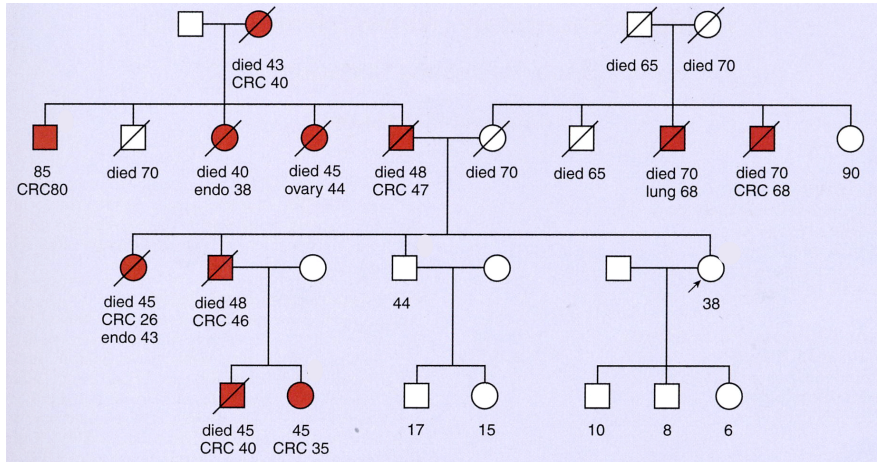 died 43
CRC 40
died 65
died 70
85
CRC80
died 70
died 40
endo 38
died 45
ovary 44
died 48
CRC 47
died 70
died 65
died 70
lung 68
died 70
CRC 68
90
died 45
CRC 26
endo 43
died 48
CRC 46
44
38
died 45
CRC 40
45
CRC 35
17
15
10
8
6